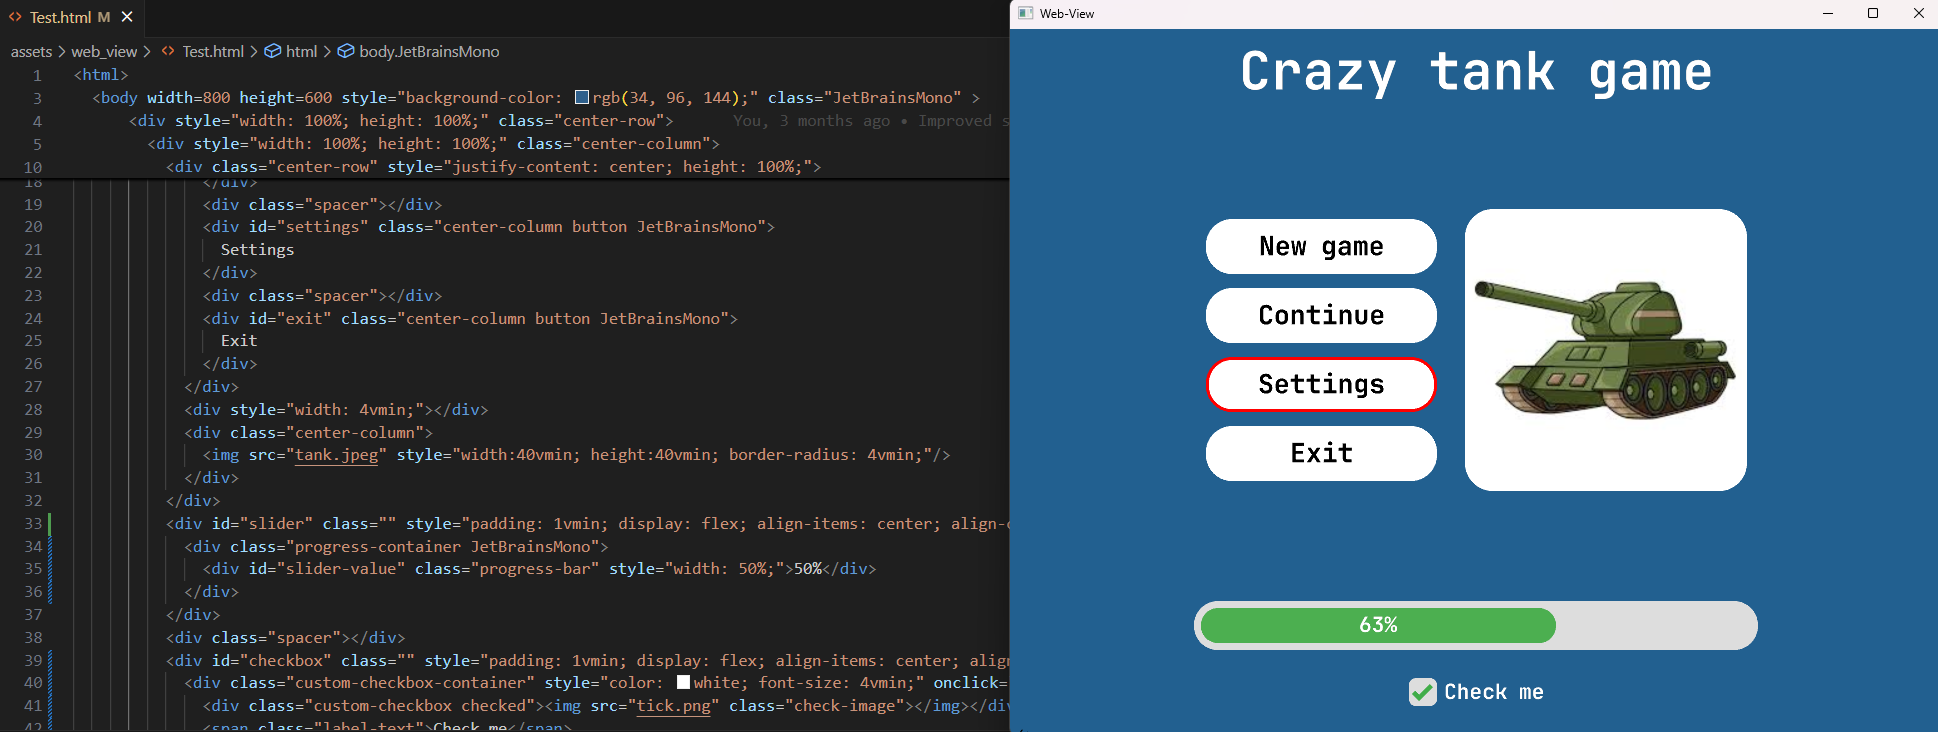 Test.html M
assets > web_view > Test.html > html > body.JetBrainsMono
1 <html>
3 <body width=800 height=600 style="background-color: rgb(34, 96, 144);" class="JetBrainsMono" >
4 <div style="width: 100%; height: 100%;" class="center-row"> You, 3 months ago • Improved s
5 <div style="width: 100%; height: 100%;" class="center-column">
10 <div class="center-row" style="justify-content: center; height: 100%;">
18 </div>
19 <div class="spacer"></div>
20 <div id="settings" class="center-column button JetBrainsMono">
21 Settings
22 </div>
23 <div class="spacer"></div>
24 <div id="exit" class="center-column button JetBrainsMono">
25 Exit
26 </div>
27 </div>
28 <div style="width: 4vmin;"></div>
29 <div class="center-column">
30 <img src="tank.jpeg" style="width:40vmin; height:40vmin; border-radius: 4vmin;"/>
31 </div>
32 </div>
33 <div id="slider" class="" style="padding: 1vmin; display: flex; align-items: center; align-c
34 <div class="progress-container JetBrainsMono">
35 <div id="slider-value" class="progress-bar" style="width: 50%;">50%</div>
36 </div>
37 </div>
38 <div class="spacer"></div>
39 <div id="checkbox" class="" style="padding: 1vmin; display: flex; align-items: center; alig
40 <div class="custom-checkbox-container" style="color: white; font-size: 4vmin;" onclick=
41 <div class="custom-checkbox checked"><img src="tick.png" class="check-image"></img></div
42 <span class="label-text">Check me</span>
Web-View
Crazy tank game
New game
Continue
Settings
Exit
63%
Check me